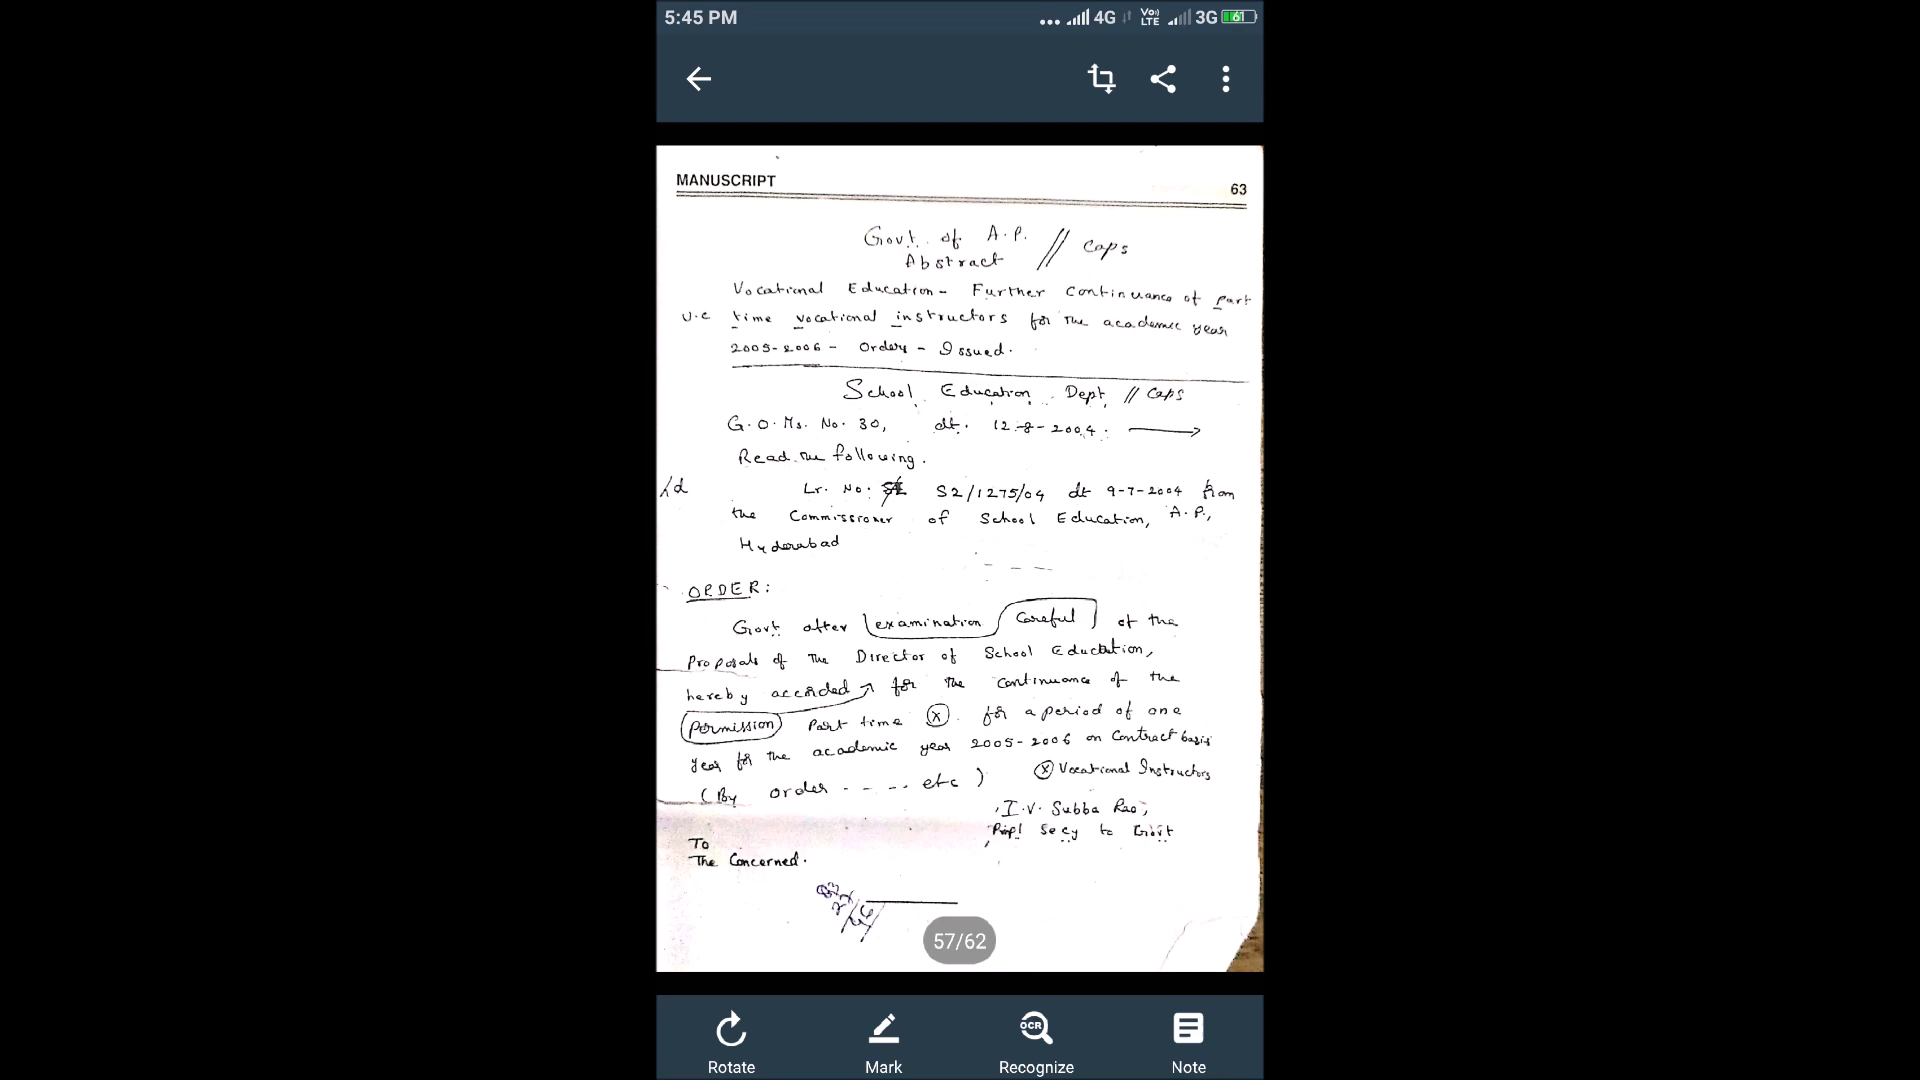 5:45 PM
4G VoLTE 3G 61
MANUSCRIPT
63
Govt. of A.P. // caps
Abstract
Vocational Education - Further Continuance of part
u.c time vocational instructors for the academic year
2005-2006 - Orders - Issued.
School Education Dept // caps
G.O.Ms. No. 30, dt. 12-8-2004.
Read the following.
Lr. No. S2/1275/04 dt 9-7-2004 from
the Commissioner of School Education, A.P.,
Hyderabad
ORDER:
Govt after examination Careful of the
Proposals of the Director of School Education,
hereby accorded for the continuance of the
permission Part time (x) for a period of one
year for the academic year 2005-2006 on Contract basis
(x) Vocational Instructors
(By order - - - - . etc )
I.V. Subba Rao,
Pripl Secy to Govt
To
The Concerned.
57/62
OCR
Rotate Mark Recognize Note